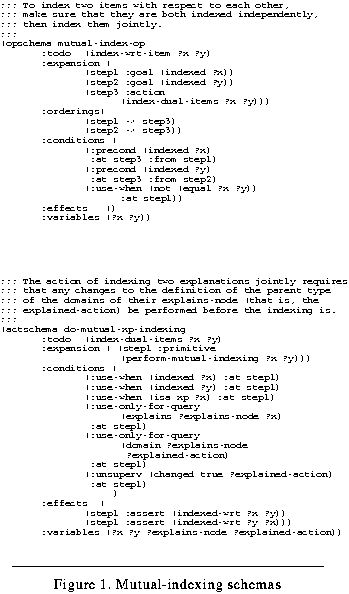 ;;; To index two items with respect to each other,
;;; make sure that they are both indexed independently,
;;; then index them jointly.
;;;
(opschema mutual-index-op
:todo (index-wrt-item ?x ?y)
:expansion (
(step1 :goal (indexed ?x))
(step2 :goal (indexed ?y))
(step3 :action
(index-dual-items ?x ?y)))
:orderings(
(step1 -> step3)
(step2 -> step3))
:conditions (
(:precond (indexed ?x)
:at step3 :from step1)
(:precond (indexed ?y)
:at step3 :from step2)
(:use-when (not (equal ?x ?y))
:at step1))
:effects ()
:variables (?x ?y))
;;; The action of indexing two explanations jointly requires
;;; that any changes to the definition of the parent type
;;; of the domains of their explains-node (that is, the
;;; explained-action) be performed before the indexing is.
;;;
(actschema do-mutual-xp-indexing
:todo (index-dual-items ?x ?y)
:expansion ( (step1 :primitive
(perform-mutual-indexing ?x ?y)))
:conditions (
(:use-when (indexed ?x) :at step1)
(:use-when (indexed ?y) :at step1)
(:use-when (isa xp ?x) :at step1)
(:use-only-for-query
(explains ?explains-node ?x)
:at step1)
(:use-only-for-query
(domain ?explains-node
?explained-action)
:at step1)
(:unsuperv (changed true ?explained-action)
:at step1)
)
:effects (
(step1 :assert (indexed-wrt ?x ?y))
(step1 :assert (indexed-wrt ?y ?x)))
:variables (?x ?y ?explains-node ?explained-action))
Figure 1. Mutual-indexing schemas